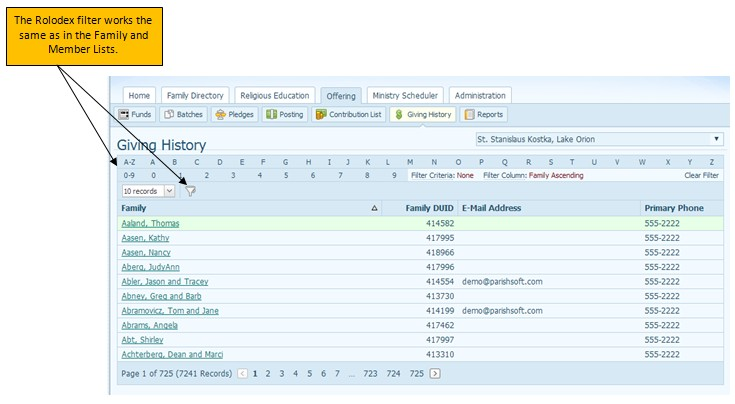 The Rolodex filter works the
same as in the Family and
Member Lists.
Home Family Directory Religious Education Offering Ministry Scheduler Administration
Funds Batches Pledges Posting Contribution List Giving History Reports
Giving History St. Stanislaus Kostka, Lake Orion
A-Z A B C D E F G H I J K L M N O P Q R S T U V W X Y Z
0-9 0 1 2 3 4 5 6 7 8 9 Filter Criteria: None Filter Column: Family Ascending Clear Filter
10 records
Family Family DUID E-Mail Address Primary Phone
Aaland, Thomas 414582 555-2222
Aasen, Kathy 417995 555-2222
Aasen, Nancy 418966 555-2222
Aberg, JudyAnn 417996 555-2222
Abler, Jason and Tracey 414554 demo@parishsoft.com 555-2222
Abney, Greg and Barb 413730 555-2222
Abramovicz, Tom and Jane 414199 demo@parishsoft.com 555-2222
Abrams, Angela 417462 555-2222
Abt, Shirley 417997 555-2222
Achterberg, Dean and Marci 413310 555-2222
Page 1 of 725 (7241 Records) < 1 2 3 4 5 6 7 ... 723 724 725 >